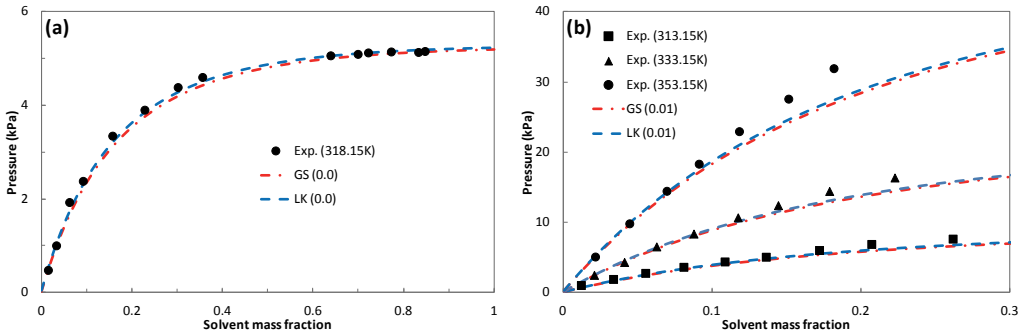 (a)
6
4
2
0
0
0.2
0.4
0.6
0.8
1
Pressure (kPa)
Solvent mass fraction
Exp. (318.15K)
GS (0.0)
LK (0.0)
(b)
40
30
20
10
0
0
0.1
0.2
0.3
Pressure (kPa)
Solvent mass fraction
Exp. (313.15K)
Exp. (333.15K)
Exp. (353.15K)
GS (0.01)
LK (0.01)